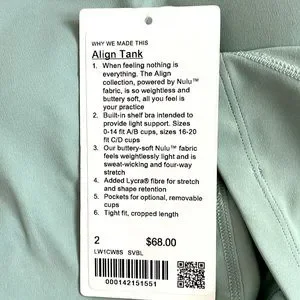 WHY WE MADE THIS
Align Tank
1. When feeling nothing is
everything. The Align
collection, powered by Nulu™
fabric, is so weightless and
buttery soft, all you feel is
your practice
2. Built-in shelf bra intended to
provide light support. Sizes
0-14 fit A/B cups, sizes 16-20
fit C/D cups
3. Our buttery-soft Nulu™ fabric
feels weightlessly light and is
sweat-wicking and four-way
stretch
4. Added Lycra® fibre for stretch
and shape retention
5. Pockets for optional, removable
cups
6. Tight fit, cropped length
2 $68.00
LW1CW8S SVBL
000142151551